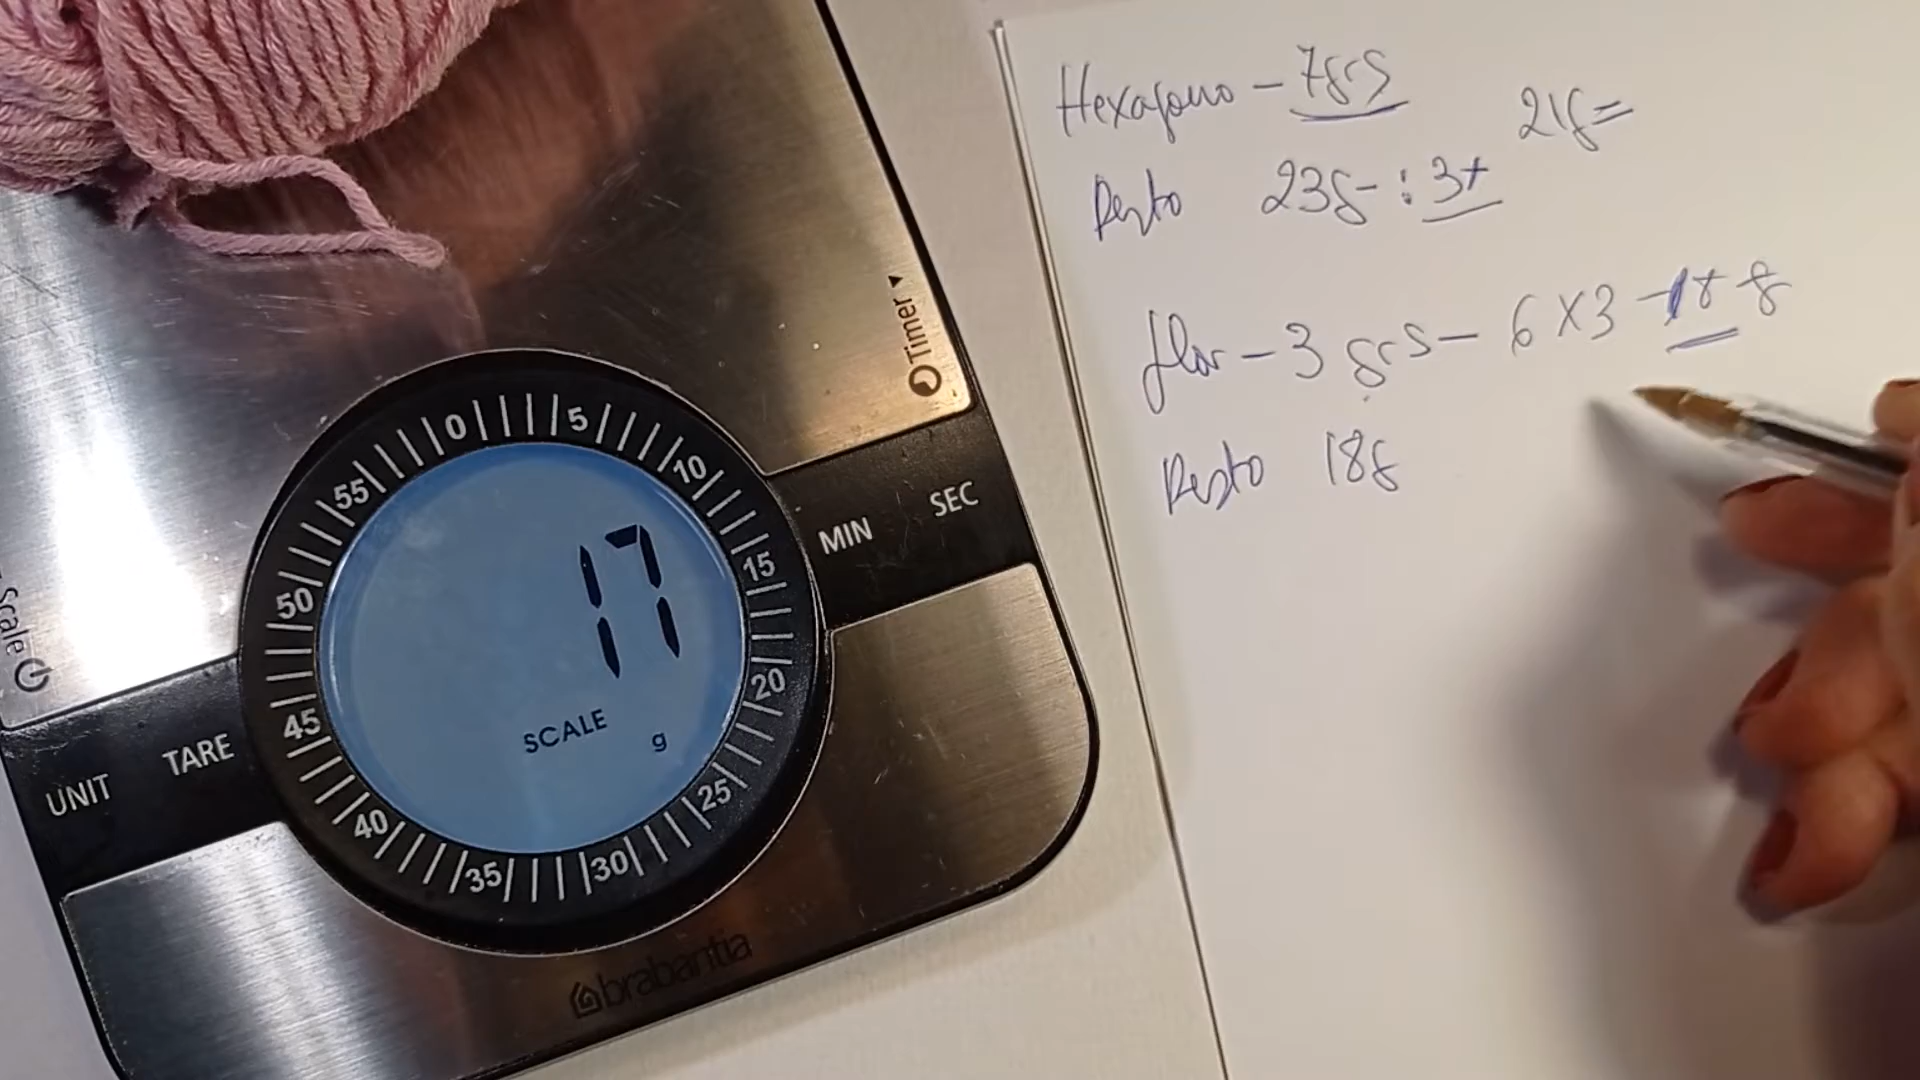 Hexagono - 7grs
21g =
Resto 23g - : 3+
flor - 3 grs - 6 X 3 - 18 g
Resto 18g
Timer
MIN SEC
Scale
UNIT TARE
0 5 10 15 20 25 30 35 40 45 50 55
17
SCALE g
brabantia